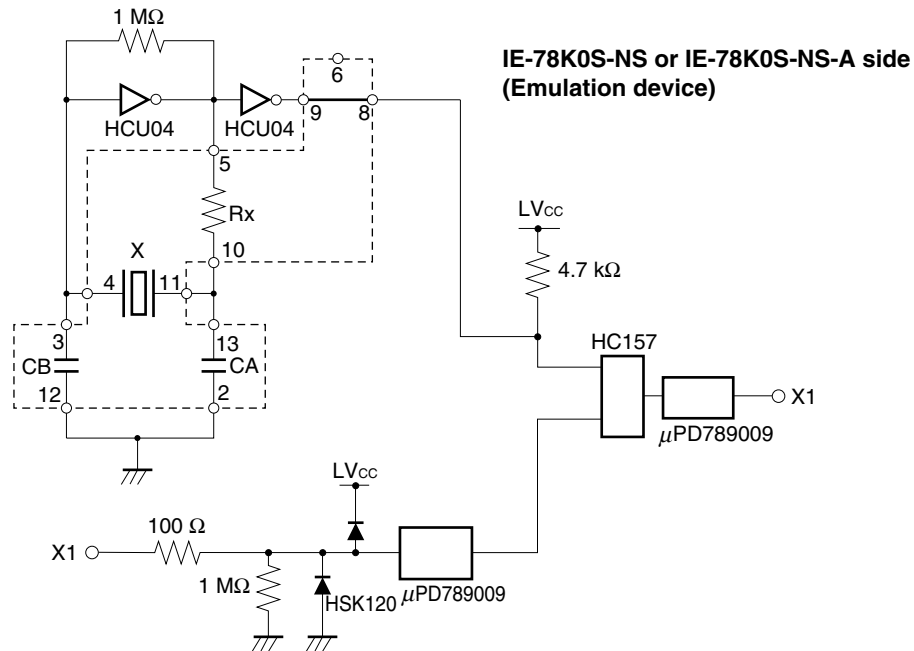 1 MΩ
IE-78K0S-NS or IE-78K0S-NS-A side
(Emulation device)
6
9
8
HCU04
HCU04
5
Rx
10
LVCC
X
4
11
4.7 kΩ
3
13
HC157
CB
CA
12
2
X1
μPD789009
LVCC
100 Ω
X1
1 MΩ
HSK120
μPD789009